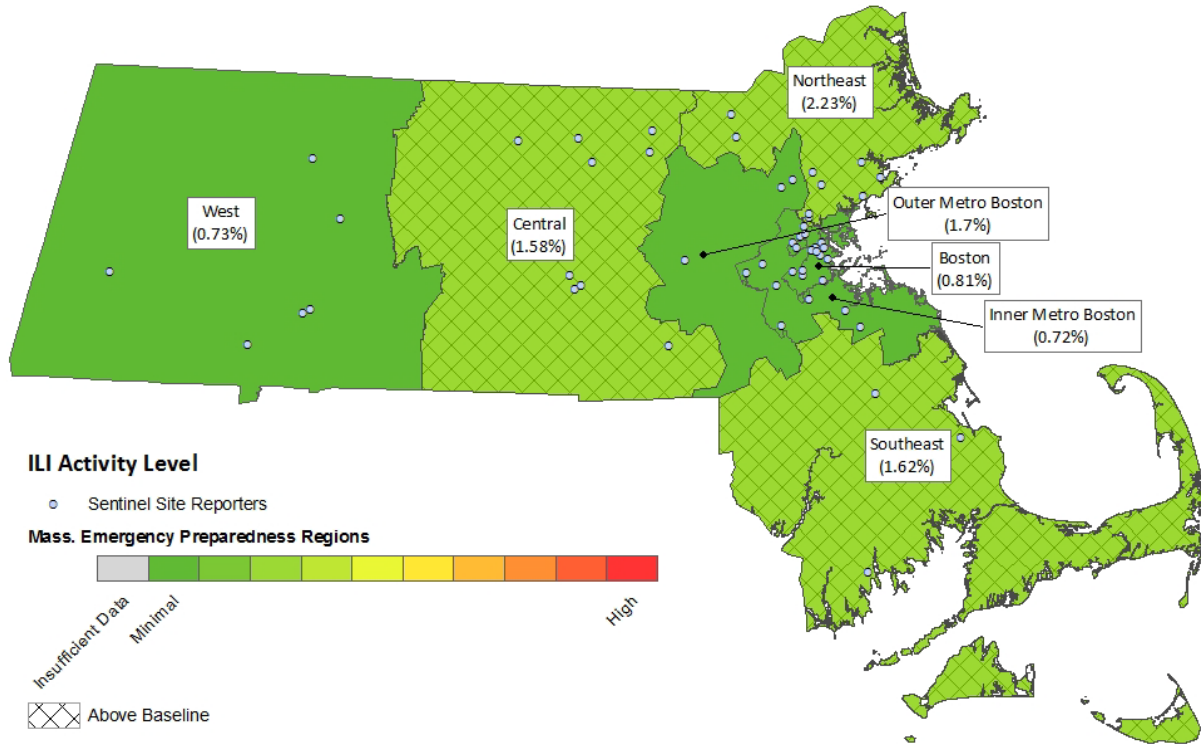 Northeast
(2.23%)
West
(0.73%)
Central
(1.58%)
Outer Metro Boston
(1.7%)
Boston
(0.81%)
Inner Metro Boston
(0.72%)
Southeast
(1.62%)
ILI Activity Level
Sentinel Site Reporters
Mass. Emergency Preparedness Regions
Insufficient Data
Minimal
High
Above Baseline